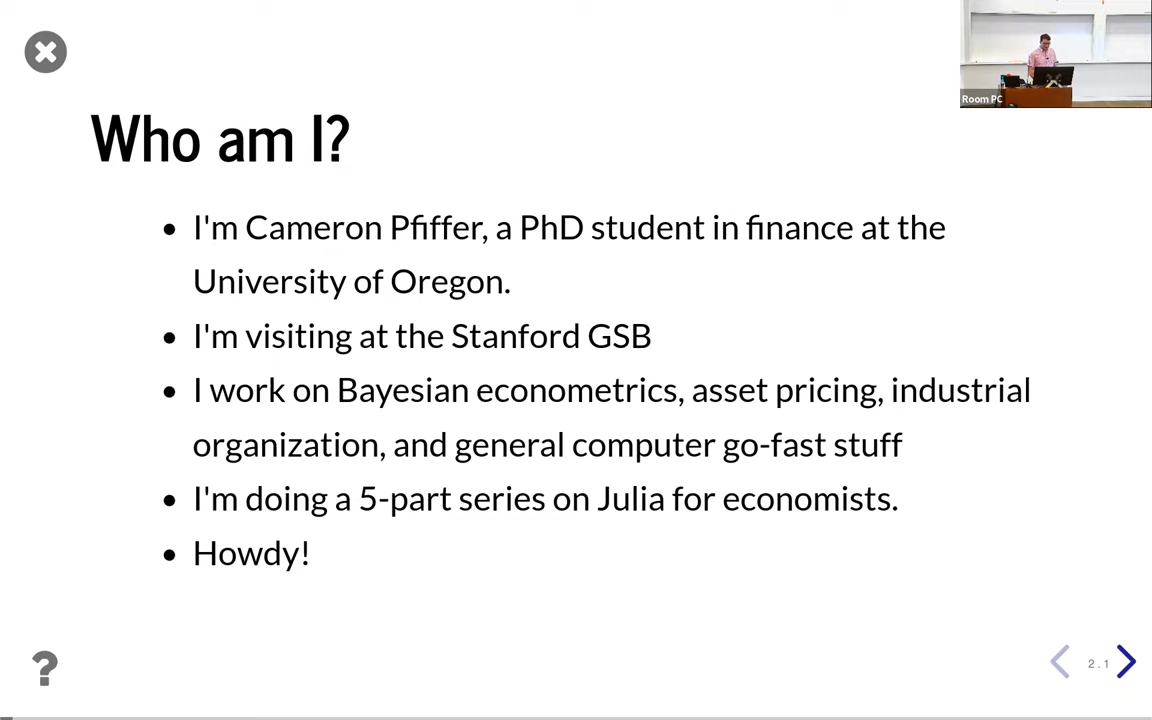 Room PC
Who am I?
I'm Cameron Pfiffer, a PhD student in finance at the
University of Oregon.
I'm visiting at the Stanford GSB
I work on Bayesian econometrics, asset pricing, industrial
organization, and general computer go-fast stuff
I'm doing a 5-part series on Julia for economists.
Howdy!
?
2.1